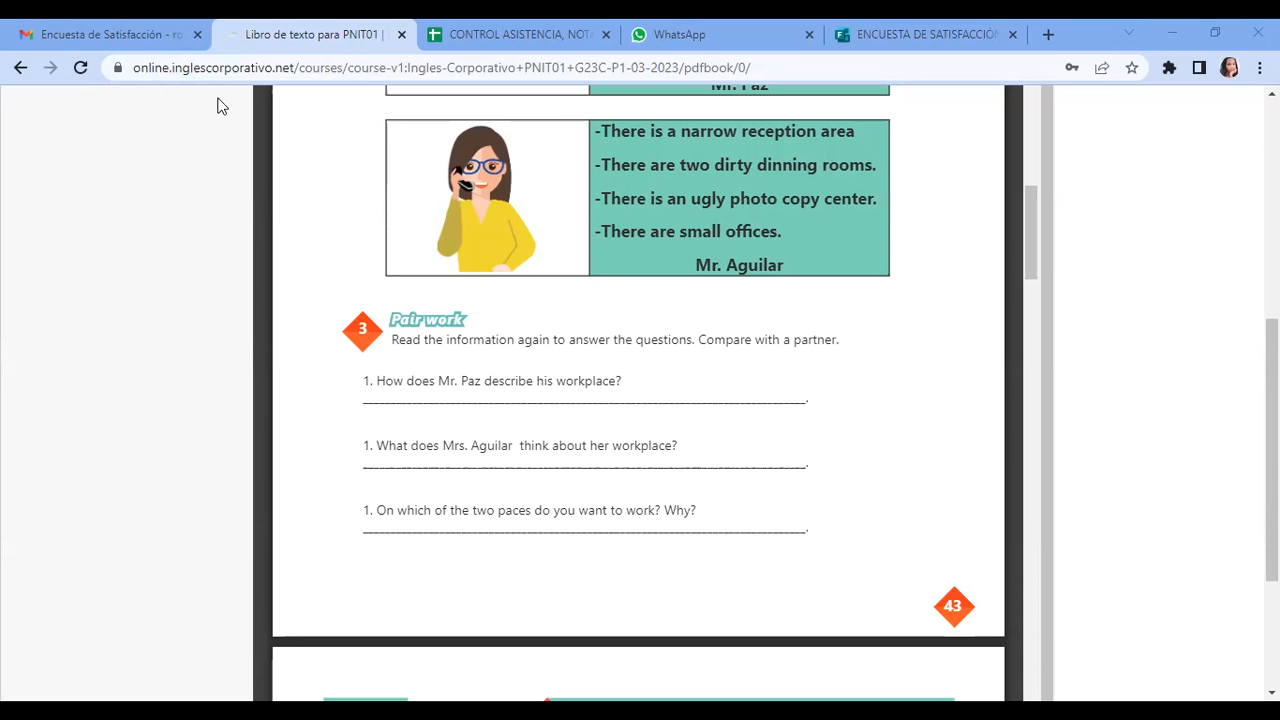 Encuesta de Satisfacción - ro
Libro de texto para PNIT01 |
CONTROL ASISTENCIA, NOTA
WhatsApp
ENCUESTA DE SATISFACCIÓN
online.inglescorporativo.net/courses/course-v1:Ingles-Corporativo+PNIT01+G23C-P1-03-2023/pdfbook/0/
Mr. Paz
-There is a narrow reception area
-There are two dirty dinning rooms.
-There is an ugly photo copy center.
-There are small offices.
Mr. Aguilar
3
Pair work
Read the information again to answer the questions. Compare with a partner.
1. How does Mr. Paz describe his workplace?
1. What does Mrs. Aguilar think about her workplace?
1. On which of the two paces do you want to work? Why?
43